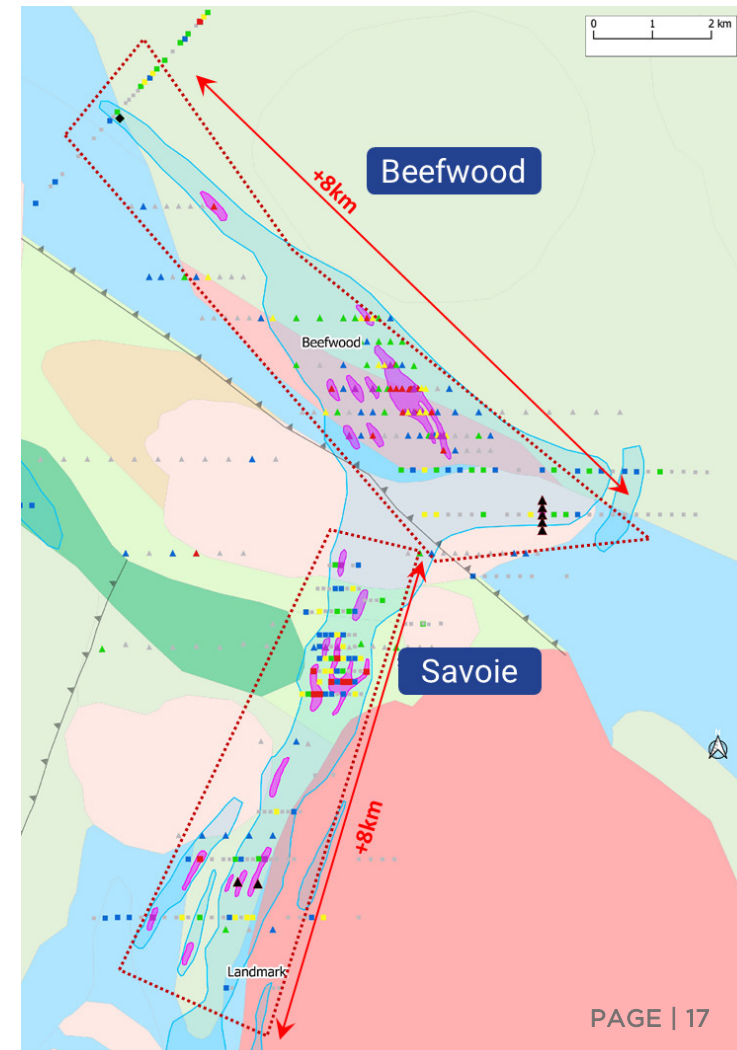 0 1 2 km
Beefwood
+8km
Beefwood
Savoie
+8km
Landmark
PAGE | 17